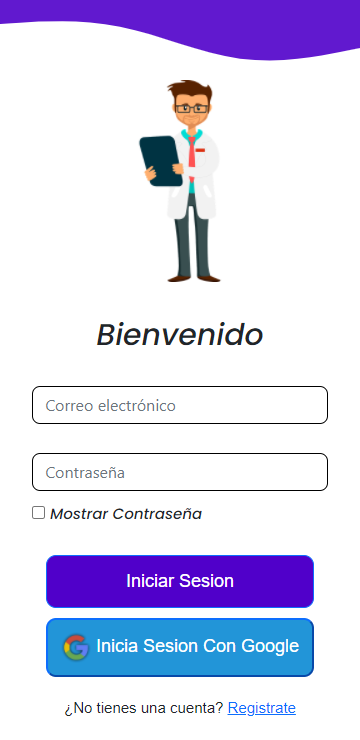 Bienvenido
Correo electrónico
Contraseña
Mostrar Contraseña
Iniciar Sesion
Inicia Sesion Con Google
¿No tienes una cuenta? Registrate